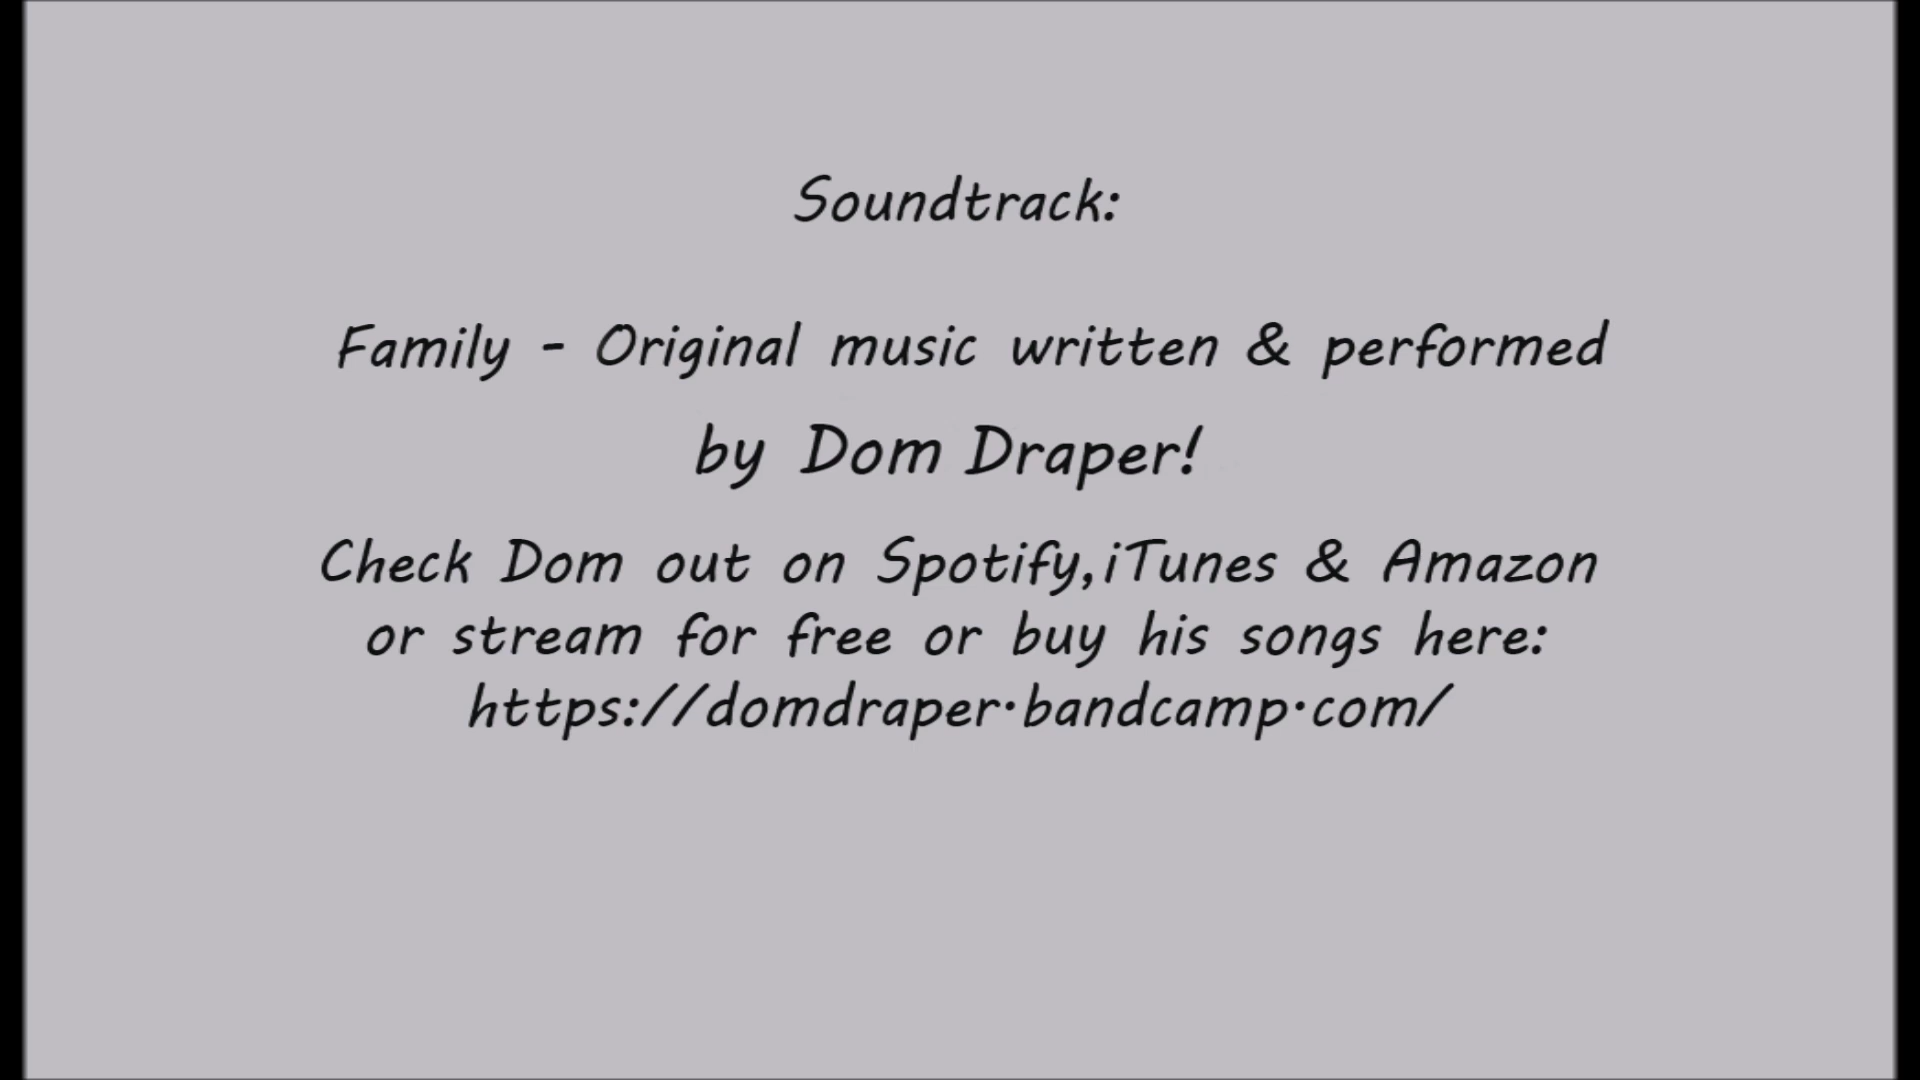 Soundtrack:
Family - Original music written & performed
by Dom Draper!
Check Dom out on Spotify,iTunes & Amazon
or stream for free or buy his songs here:
https://domdraper.bandcamp.com/